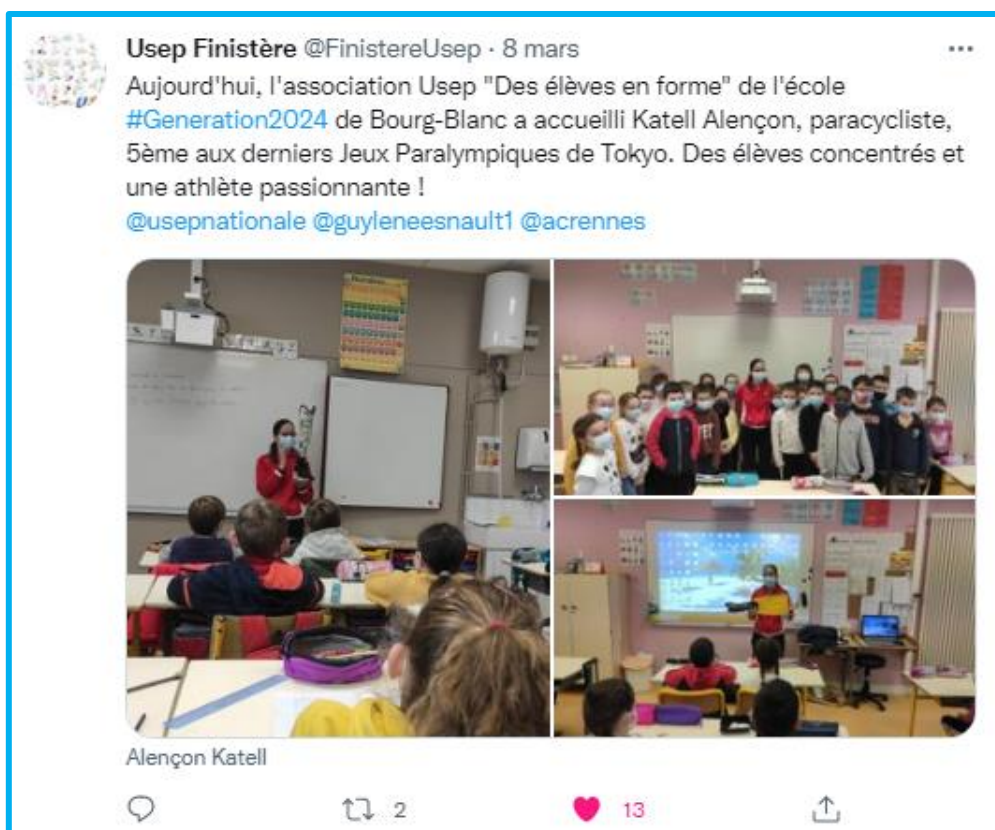 Usep Finistère @FinistereUsep · 8 mars
Aujourd'hui, l'association Usep "Des élèves en forme" de l'école
#Generation2024 de Bourg-Blanc a accueilli Katell Alençon, paracycliste,
5ème aux derniers Jeux Paralympiques de Tokyo. Des élèves concentrés et
une athlète passionnante !
@usepnationale @guyleneesnault1 @acrennes
Alençon Katell
2
13